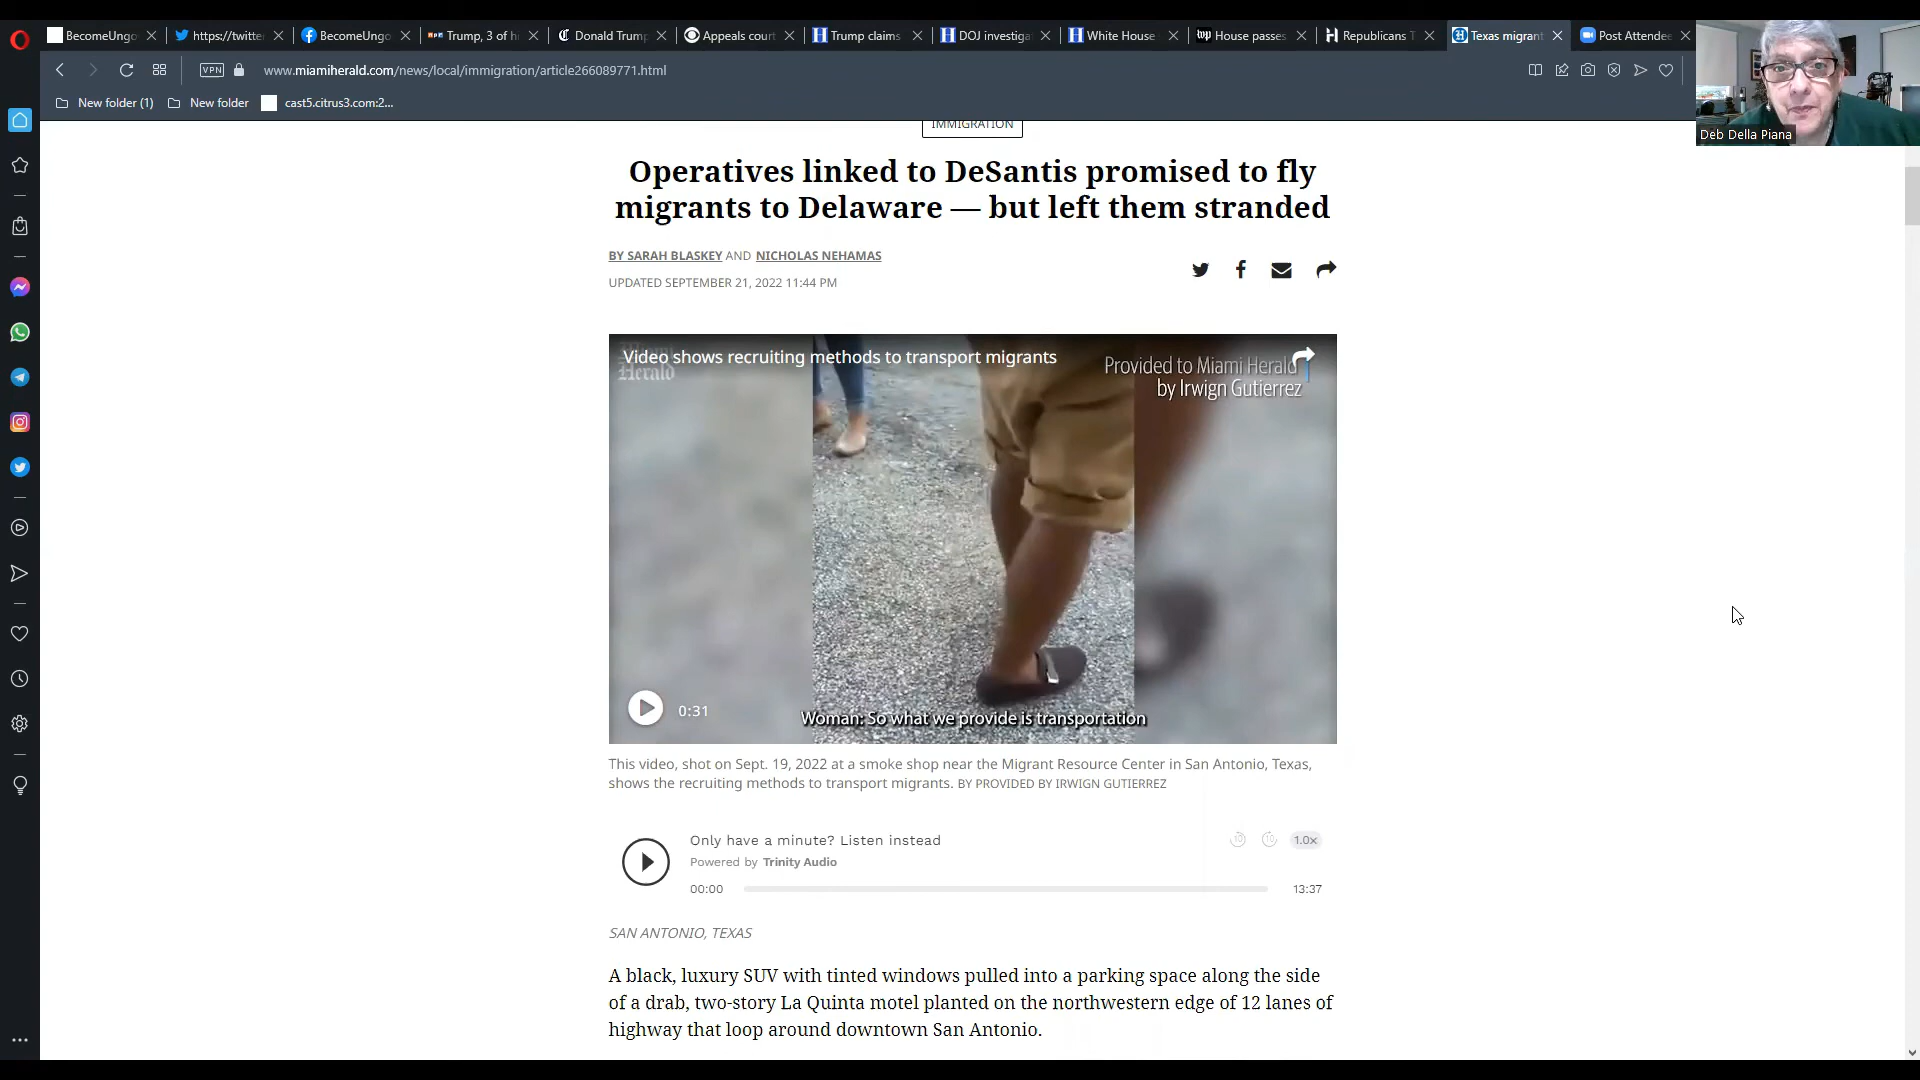 BecomeUngo
https://twitte
BecomeUngo
Trump, 3 of h
Donald Trum
Appeals court
Trump claims
DOJ investiga
White House
House passes
Republicans T
Texas migrant
Post Attendee
VPN
www.miamiherald.com/news/local/immigration/article266089771.html
New folder (1)
New folder
cast5.citrus3.com:2...
Deb Della Piana
IMMIGRATION
Operatives linked to DeSantis promised to fly
migrants to Delaware — but left them stranded
BY SARAH BLASKEY AND NICHOLAS NEHAMAS
UPDATED SEPTEMBER 21, 2022 11:44 PM
Video shows recruiting methods to transport migrants
Miami
Herald
Provided to Miami Herald
by Irwign Gutierrez
0:31
Woman: So what we provide is transportation
This video, shot on Sept. 19, 2022 at a smoke shop near the Migrant Resource Center in San Antonio, Texas,
shows the recruiting methods to transport migrants. BY PROVIDED BY IRWIGN GUTIERREZ
Only have a minute? Listen instead
10
10
1.0x
Powered by Trinity Audio
00:00
13:37
SAN ANTONIO, TEXAS
A black, luxury SUV with tinted windows pulled into a parking space along the side
of a drab, two-story La Quinta motel planted on the northwestern edge of 12 lanes of
highway that loop around downtown San Antonio.